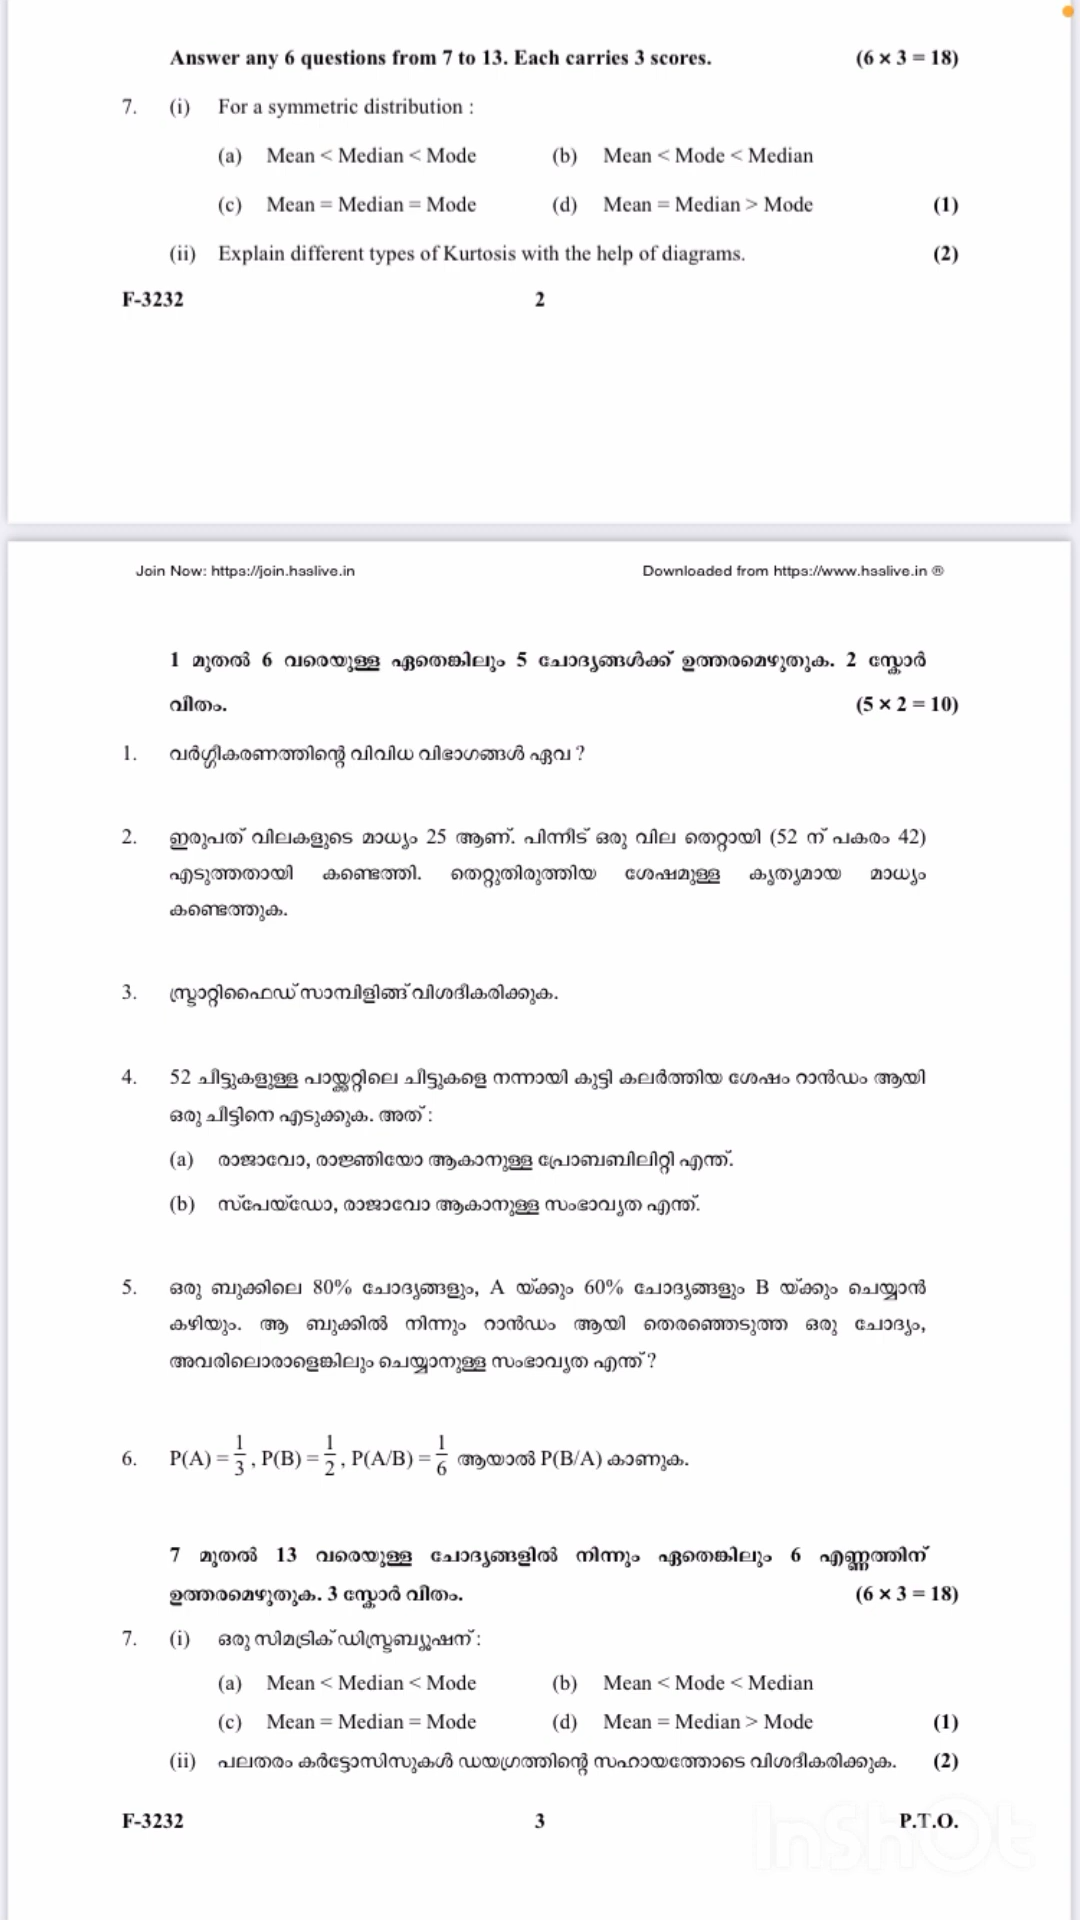 Answer any 6 questions from 7 to 13. Each carries 3 scores. (6 × 3 = 18)
7. (i) For a symmetric distribution :
(a) Mean < Median < Mode (b) Mean < Mode < Median
(c) Mean = Median = Mode (d) Mean = Median > Mode (1)
(ii) Explain different types of Kurtosis with the help of diagrams. (2)
F-3232 2
Join Now: https://join.hsslive.in Downloaded from https://www.hsslive.in ®
1 മുതൽ 6 വരെയുള്ള ഏതെങ്കിലും 5 ചോദ്യങ്ങൾക്ക് ഉത്തരമെഴുതുക. 2 സ്കോർ
വീതം. (5 × 2 = 10)
1. വർഗ്ഗീകരണത്തിന്റെ വിവിധ വിഭാഗങ്ങൾ ഏവ ?
2. ഇരുപത് വിലകളുടെ മാധ്യം 25 ആണ്. പിന്നീട് ഒരു വില തെറ്റായി (52 ന് പകരം 42)
എടുത്തതായി കണ്ടെത്തി. തെറ്റുതിരുത്തിയ ശേഷമുള്ള കൃത്യമായ മാധ്യം
കണ്ടെത്തുക.
3. സ്ട്രാറ്റിഫൈഡ് സാമ്പിളിങ്ങ് വിശദീകരിക്കുക.
4. 52 ചീട്ടുകളുള്ള പായ്ക്കറ്റിലെ ചീട്ടുകളെ നന്നായി കൂട്ടി കലർത്തിയ ശേഷം റാൻഡം ആയി
ഒരു ചീട്ടിനെ എടുക്കുക. അത് :
(a) രാജാവോ, രാജ്ഞിയോ ആകാനുള്ള പ്രോബബിലിറ്റി എന്ത്.
(b) സ്പേയ്ഡോ, രാജാവോ ആകാനുള്ള സംഭാവ്യത എന്ത്.
5. ഒരു ബുക്കിലെ 80% ചോദ്യങ്ങളും, A യ്ക്കും 60% ചോദ്യങ്ങളും B യ്ക്കും ചെയ്യാൻ
കഴിയും. ആ ബുക്കിൽ നിന്നും റാൻഡം ആയി തെരഞ്ഞെടുത്ത ഒരു ചോദ്യം,
അവരിലൊരാളെങ്കിലും ചെയ്യാനുള്ള സംഭാവ്യത എന്ത് ?
6. P(A) = 1/3 , P(B) = 1/2 , P(A/B) = 1/6 ആയാൽ P(B/A) കാണുക.
7 മുതൽ 13 വരെയുള്ള ചോദ്യങ്ങളിൽ നിന്നും ഏതെങ്കിലും 6 എണ്ണത്തിന്
ഉത്തരമെഴുതുക. 3 സ്കോർ വീതം. (6 × 3 = 18)
7. (i) ഒരു സിമട്രിക് ഡിസ്ട്രബ്യൂഷന് :
(a) Mean < Median < Mode (b) Mean < Mode < Median
(c) Mean = Median = Mode (d) Mean = Median > Mode (1)
(ii) പലതരം കർട്ടോസിസുകൾ ഡയഗ്രത്തിന്റെ സഹായത്തോടെ വിശദീകരിക്കുക. (2)
F-3232 3 P.T.O.
InShOt